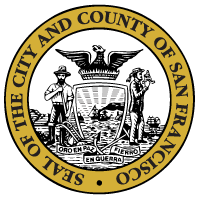 SEAL OF THE CITY AND COUNTY OF SAN FRANCISCO
ORO EN PAZ
FIERRO
EN GUERRA